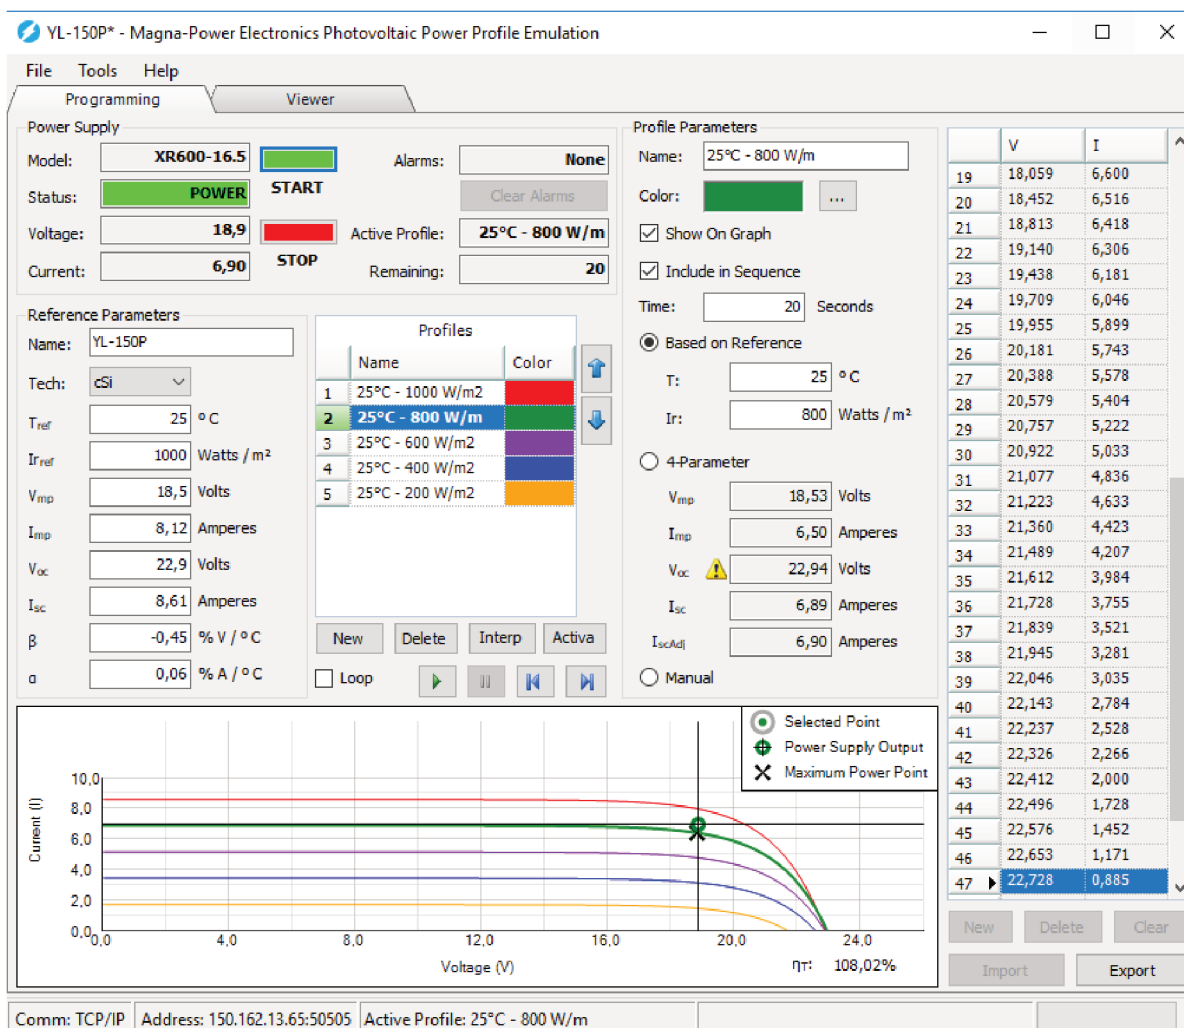 YL-150P* - Magna-Power Electronics Photovoltaic Power Profile Emulation
File Tools Help
Programming Viewer
Power Supply
Model: XR600-16.5
Status: POWER
START
Voltage: 18,9
Current: 6,90
STOP
Alarms: None
Clear Alarms
Active Profile: 25°C - 800 W/m
Remaining: 20
Reference Parameters
Name: YL-150P
Tech: cSi
Tref 25 °C
Irref 1000 Watts / m²
Vmp 18,5 Volts
Imp 8,12 Amperes
Voc 22,9 Volts
Isc 8,61 Amperes
β -0,45 % V / °C
α 0,06 % A / °C
Profiles
Name Color
1 25°C - 1000 W/m2
2 25°C - 800 W/m
3 25°C - 600 W/m2
4 25°C - 400 W/m2
5 25°C - 200 W/m2
New Delete Interp Activa
Loop
Profile Parameters
Name: 25°C - 800 W/m
Color: ...
Show On Graph
Include in Sequence
Time: 20 Seconds
Based on Reference
T: 25 °C
Ir: 800 Watts / m²
4-Parameter
Vmp 18,53 Volts
Imp 6,50 Amperes
Voc 22,94 Volts
Isc 6,89 Amperes
IscAdj 6,90 Amperes
Manual
V I
19 18,059 6,600
20 18,452 6,516
21 18,813 6,418
22 19,140 6,306
23 19,438 6,181
24 19,709 6,046
25 19,955 5,899
26 20,181 5,743
27 20,388 5,578
28 20,579 5,404
29 20,757 5,222
30 20,922 5,033
31 21,077 4,836
32 21,223 4,633
33 21,360 4,423
34 21,489 4,207
35 21,612 3,984
36 21,728 3,755
37 21,839 3,521
38 21,945 3,281
39 22,046 3,035
40 22,143 2,784
41 22,237 2,528
42 22,326 2,266
43 22,412 2,000
44 22,496 1,728
45 22,576 1,452
46 22,653 1,171
47 22,728 0,885
New Delete Clear
Import Export
Selected Point
Power Supply Output
Maximum Power Point
Current (I)
10,0
8,0
6,0
4,0
2,0
0,0
0,0 4,0 8,0 12,0 16,0 20,0 24,0
Voltage (V)
ηT: 108,02%
Comm: TCP/IP Address: 150.162.13.65:50505 Active Profile: 25°C - 800 W/m